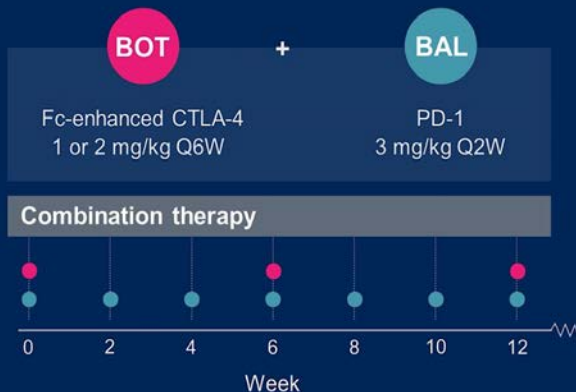 BOT + BAL
Fc-enhanced CTLA-4
1 or 2 mg/kg Q6W
PD-1
3 mg/kg Q2W
Combination therapy
0 2 4 6 8 10 12
Week